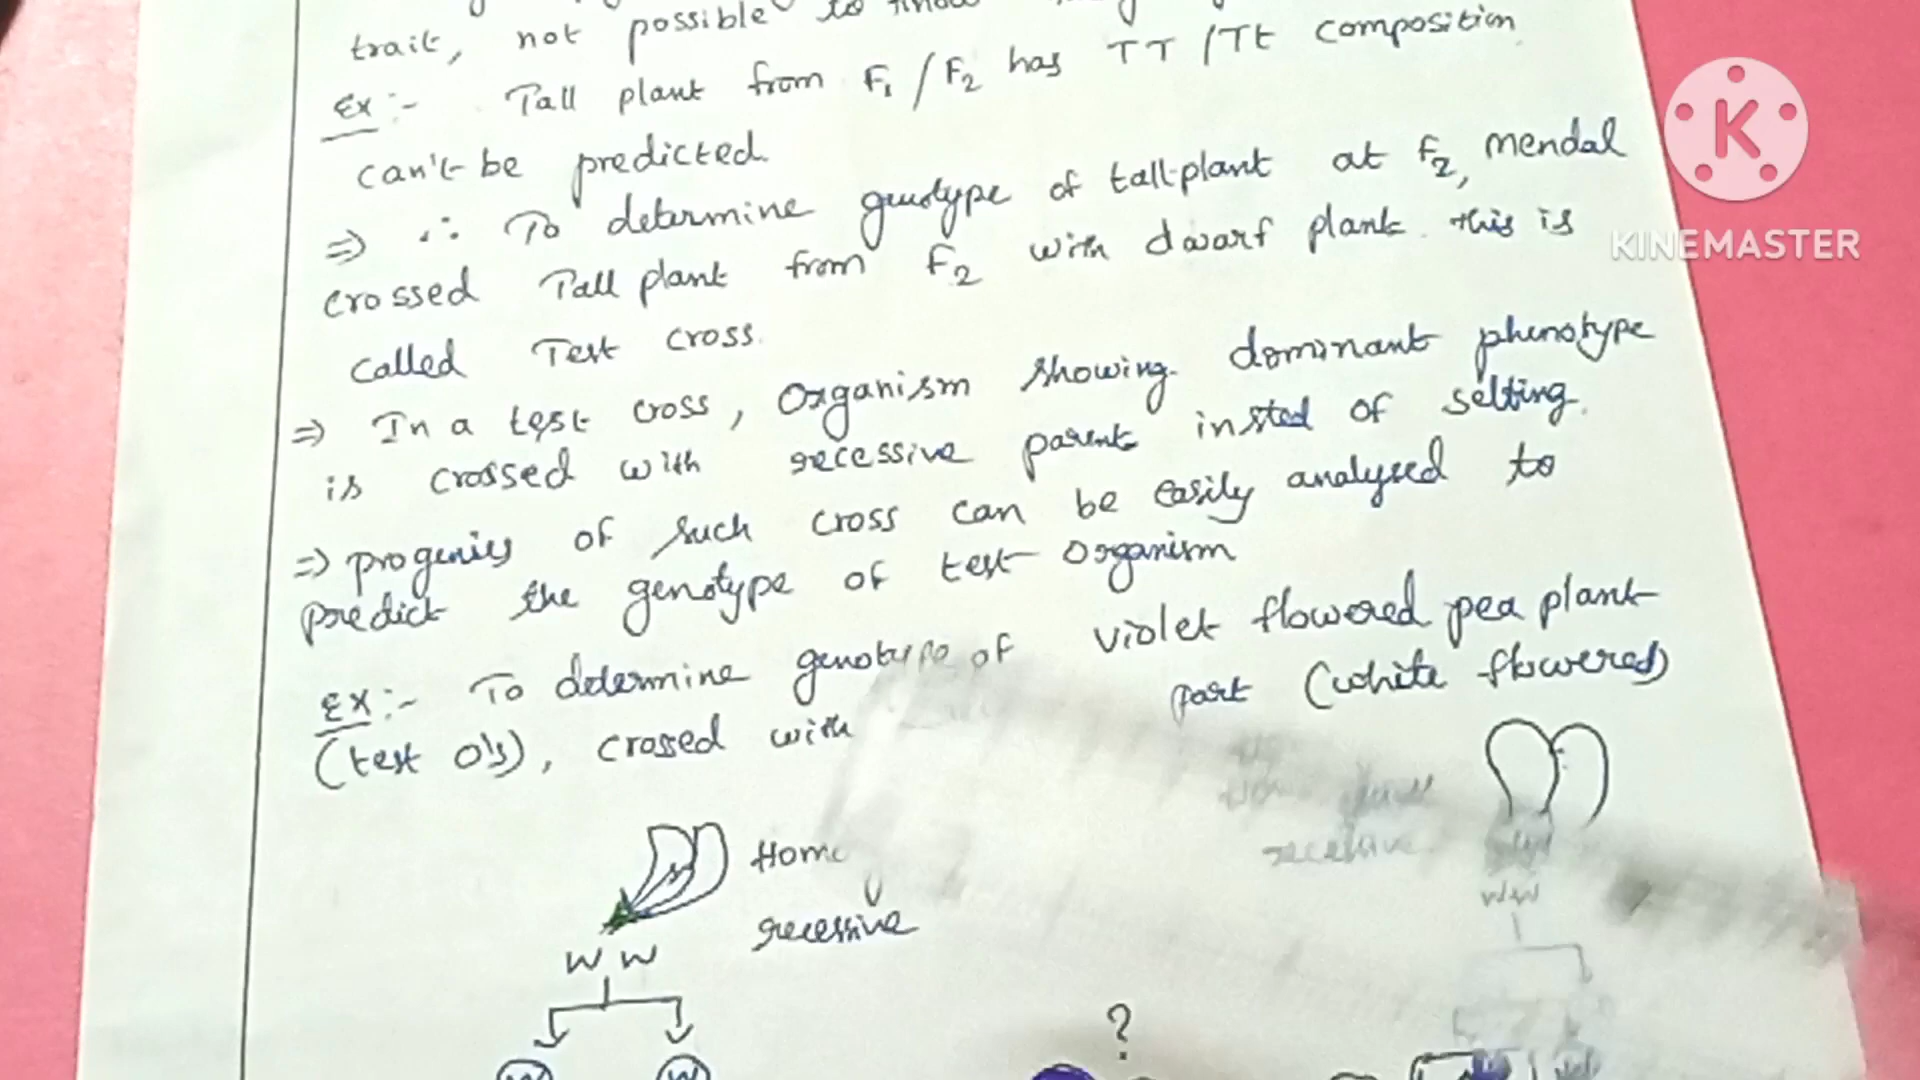 trait, not possible to
Ex :- Tall plant from F1 / F2 has TT / Tt composition
can't be predicted.
⇒ ∴ To determine genotype of tall plant at F2, mendal
crossed Tall plant from F2 with dwarf plant. this is
called Test cross.
⇒ In a test cross, Organism showing dominant phenotype
is crossed with recessive parent insted of selfing.
⇒ progenies of such cross can be easily analysed to
predict the genotype of test organism
Ex :- To determine genotype of violet flowered pea plant
(test O's), crossed with part (white flowered)
recessive
recessive
W W
ww
?
K
KINEMASTER